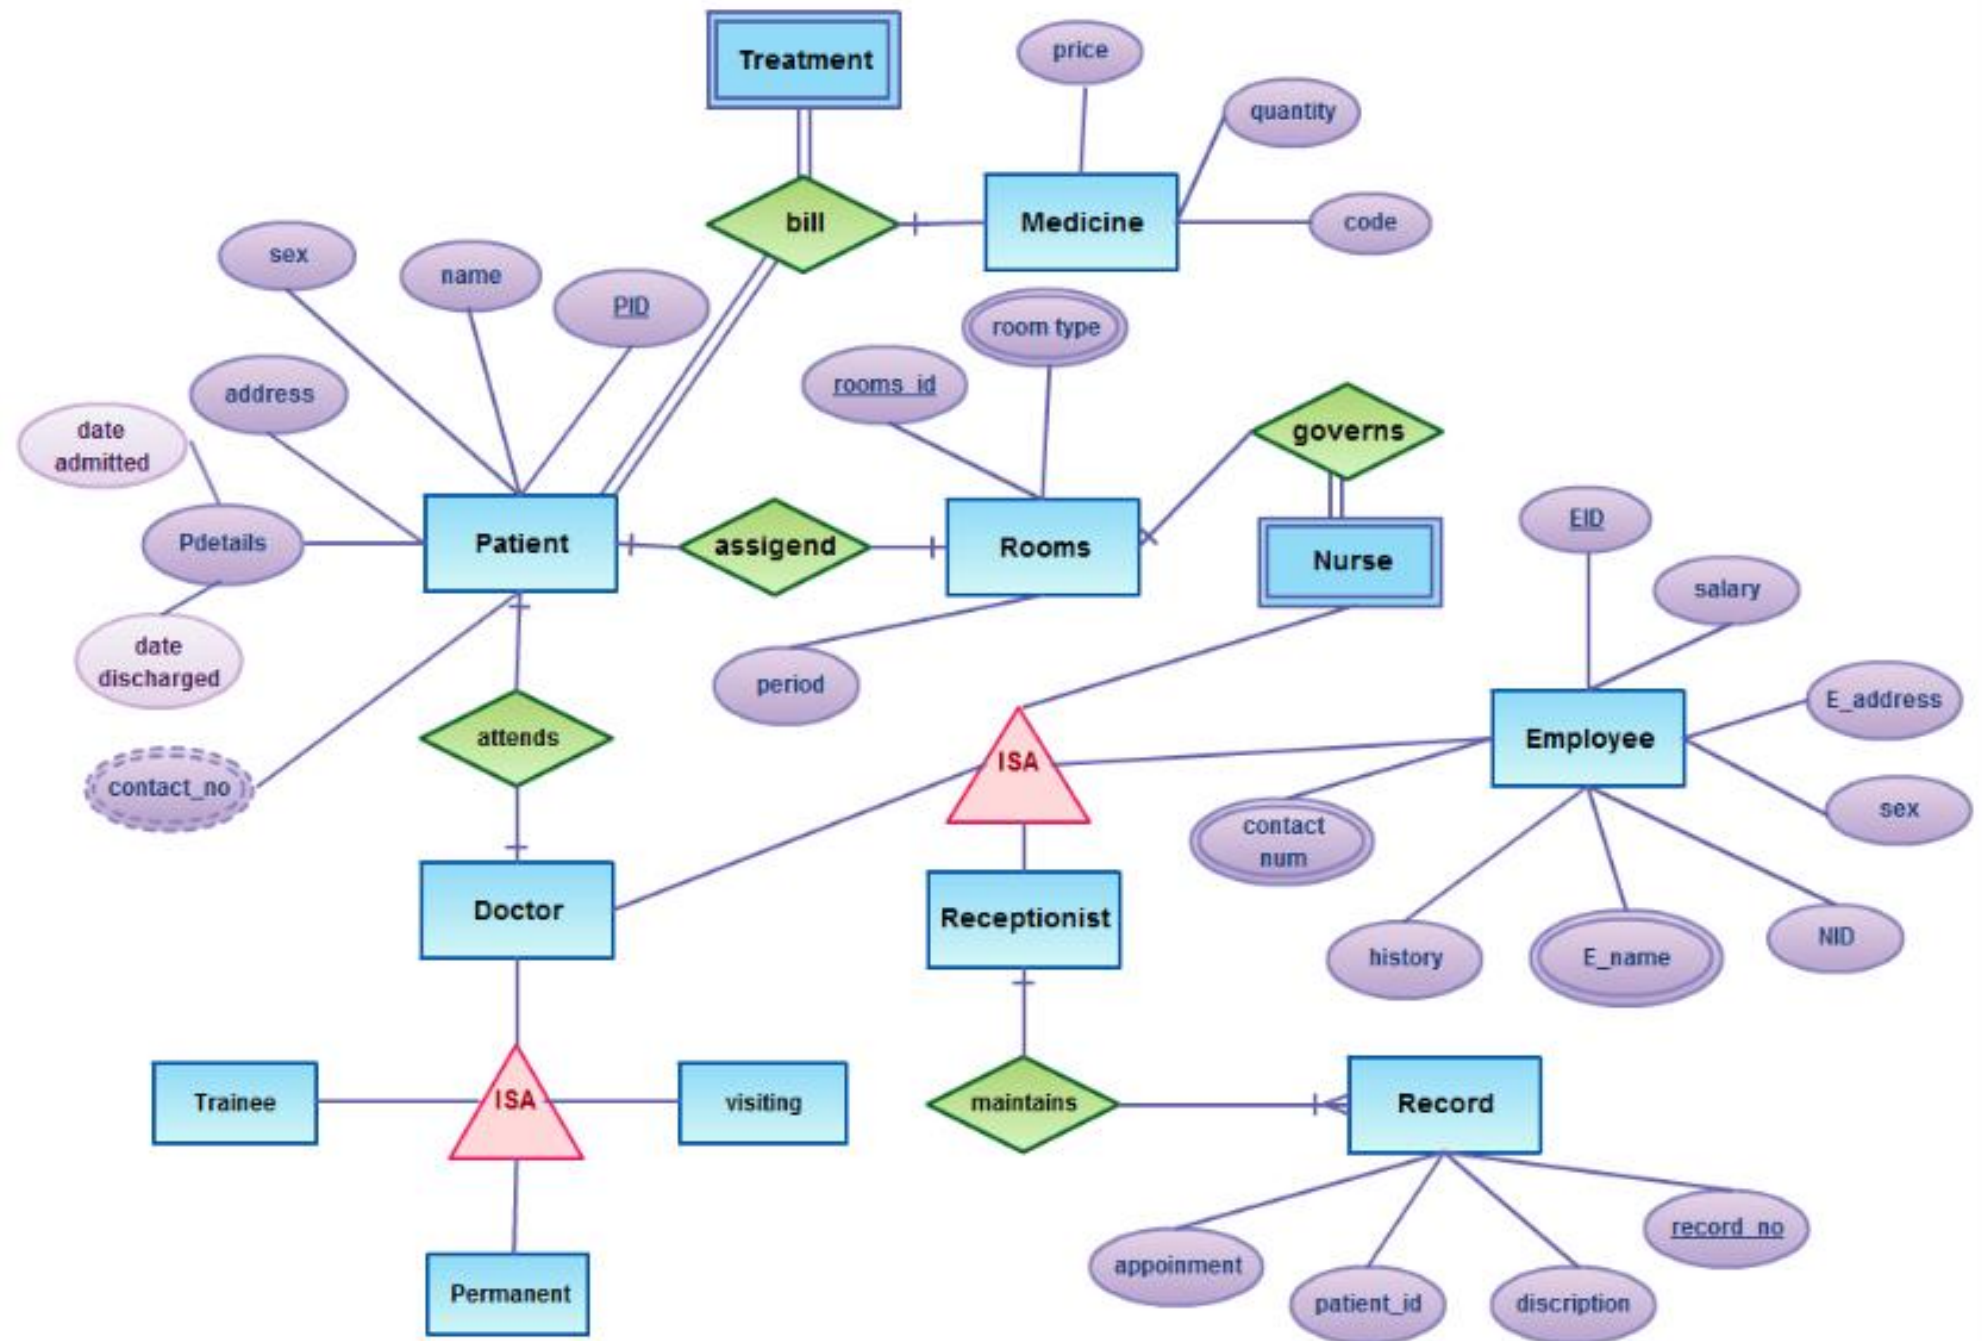 Treatment
price
quantity
bill
Medicine
code
sex
name
PID
room type
rooms_id
address
date
admitted
governs
Pdetails
Patient
assigend
Rooms
Nurse
EID
salary
date
discharged
period
E_address
attends
ISA
Employee
contact_no
sex
contact
num
Doctor
Receptionist
history
E_name
NID
Trainee
ISA
visiting
maintains
Record
record_no
appoinment
Permanent
patient_id
discription